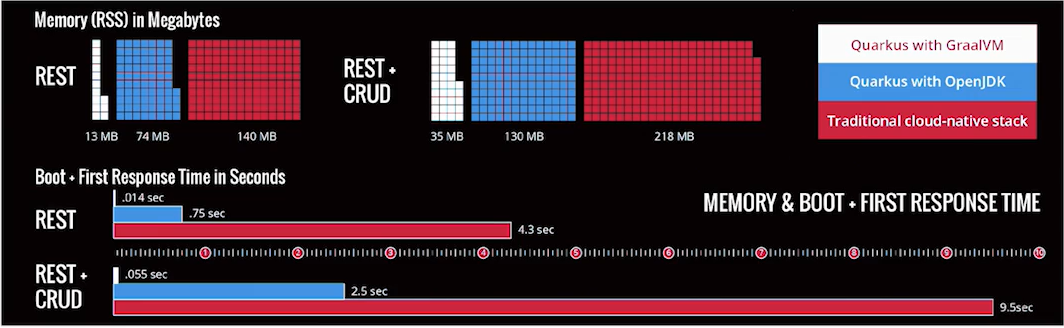 Memory (RSS) in Megabytes
REST
13 MB
74 MB
140 MB
REST +
CRUD
35 MB
130 MB
218 MB
Quarkus with GraalVM
Quarkus with OpenJDK
Traditional cloud-native stack
Boot + First Response Time in Seconds
MEMORY & BOOT + FIRST RESPONSE TIME
REST
.014 sec
.75 sec
4.3 sec
1 2 3 4 5 6 7 8 9 10
REST +
CRUD
.055 sec
2.5 sec
9.5sec